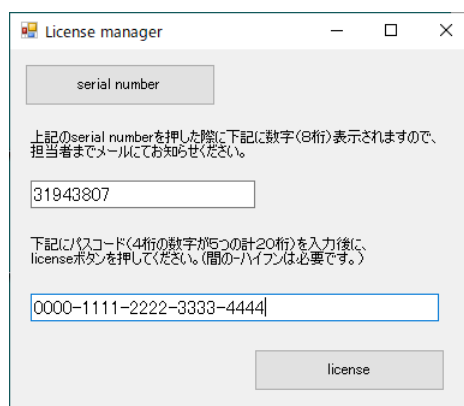 License manager
serial number
上記のserial numberを押した際に下記に数字(8桁)表示されますので、
担当者までメールにてお知らせください。
31943807
下記にパスコード(4桁の数字が5つの計20桁)を入力後に、
licenseボタンを押してください。(間の-ハイフンは必要です。)
0000-1111-2222-3333-4444
license